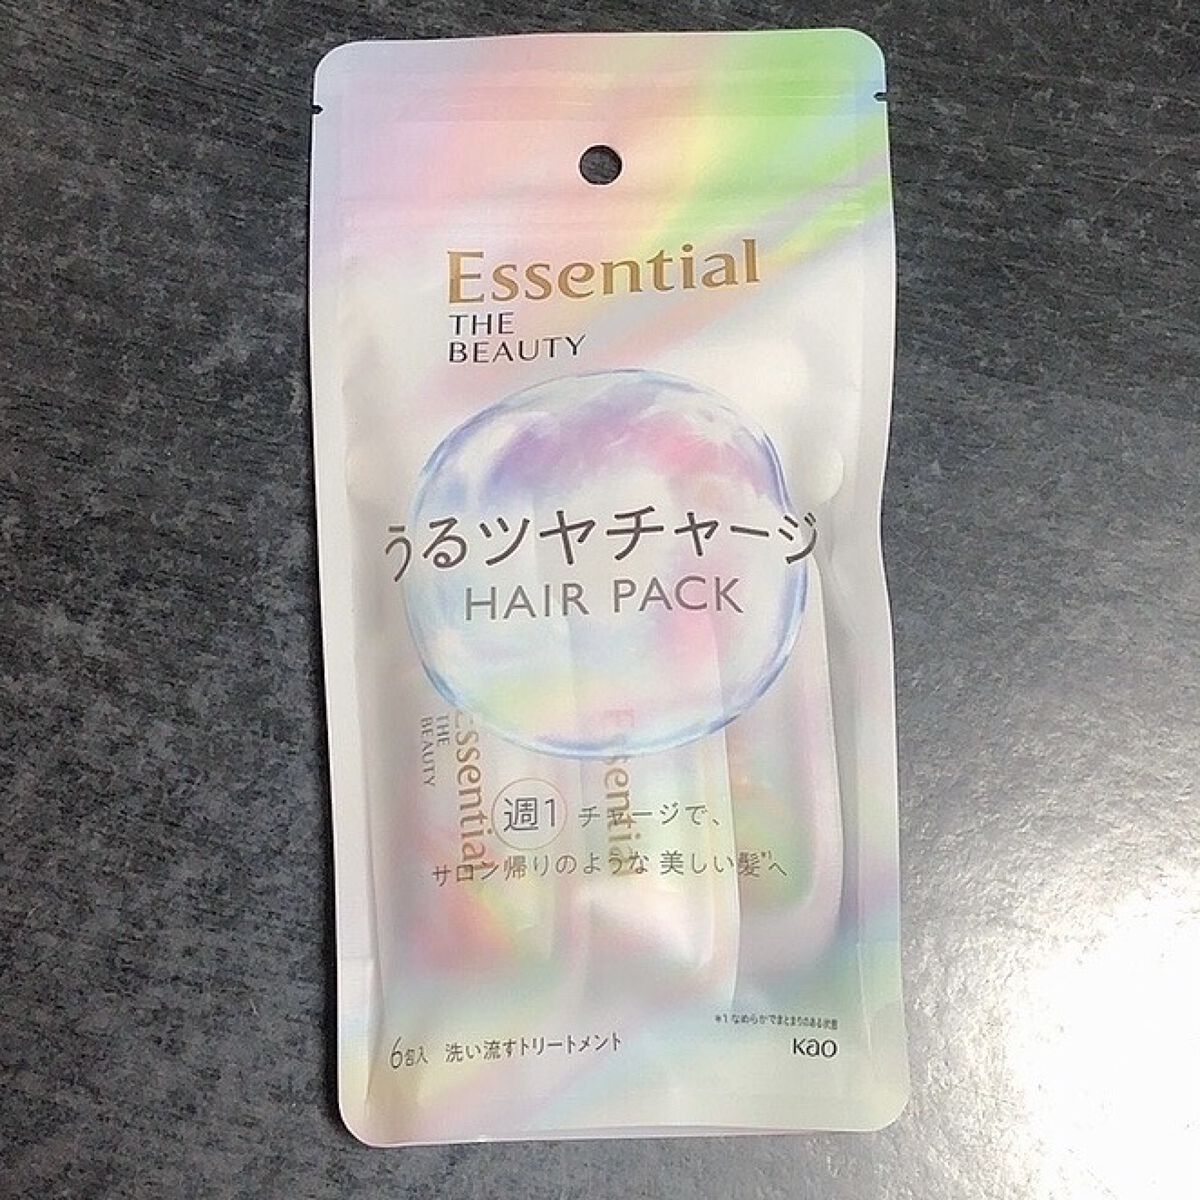 Essential
THE
BEAUTY
うるツヤチャージ
HAIR PACK
Essential
THE
BEAUTY
Essential
週1 チャージで、
サロン帰りのような 美しい髪*1へ
*1 なめらかでまとまりのある状態
6包入 洗い流すトリートメント
Kao